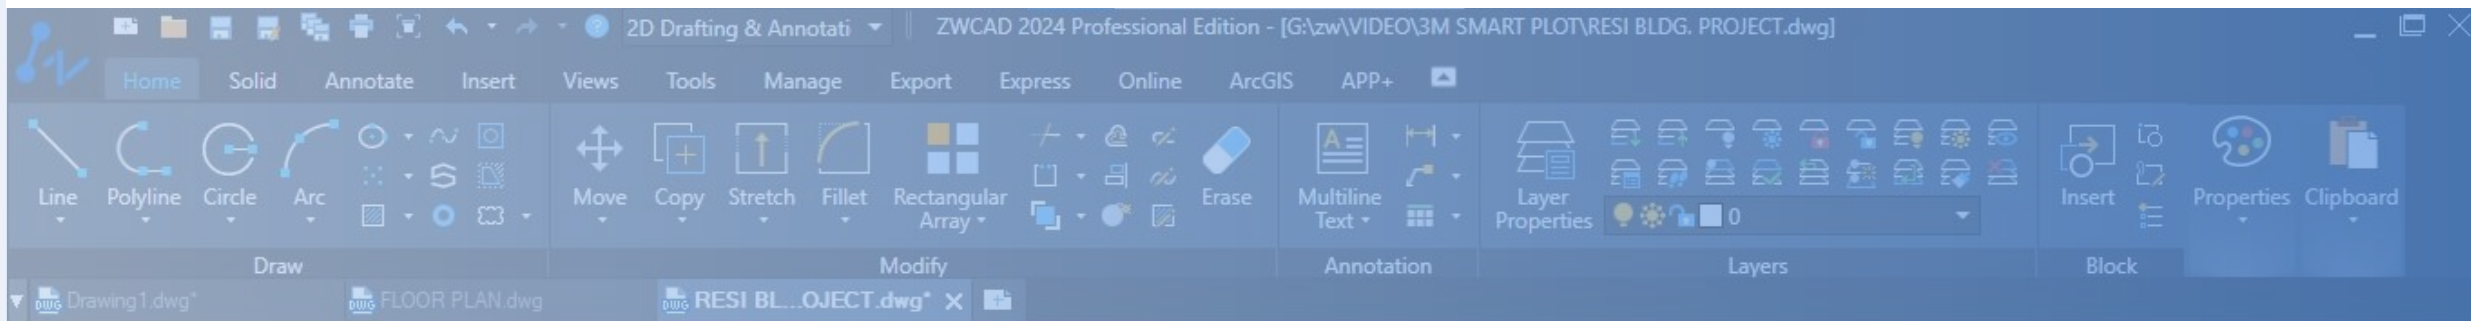 2D Drafting & Annotati
ZWCAD 2024 Professional Edition - [G:\zw\VIDEO\3M SMART PLOT\RESI BLDG. PROJECT.dwg]
Home Solid Annotate Insert Views Tools Manage Export Express Online ArcGIS APP+
Line Polyline Circle Arc Move Copy Stretch Fillet Rectangular Array Erase Multiline Text Layer Properties Insert Properties Clipboard
0
Draw Modify Annotation Layers Block
Drawing1.dwg* FLOOR PLAN.dwg RESI BL...OJECT.dwg*